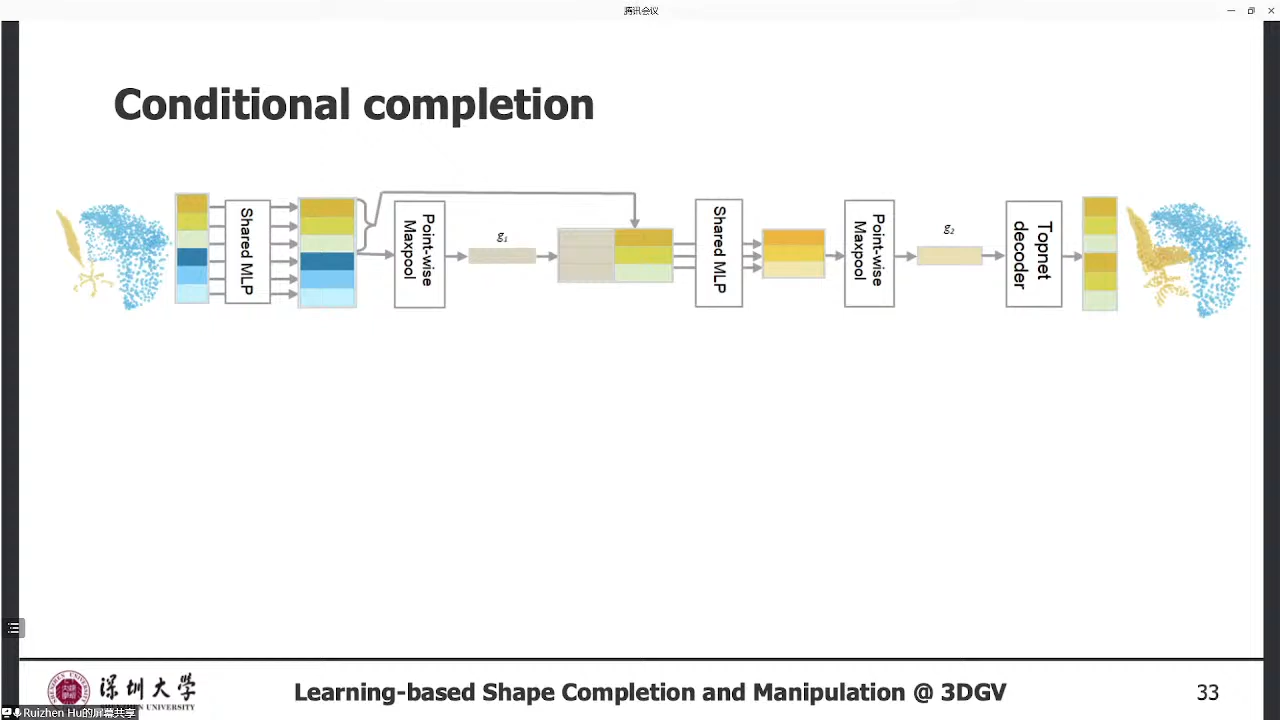 腾讯会议
Conditional completion
Shared MLP
Point-wise
Maxpool
g₁
Shared MLP
Point-wise
Maxpool
g₂
Topnet
decoder
深圳大学
SHENZHEN UNIVERSITY
Learning-based Shape Completion and Manipulation @ 3DGV
33
Ruizhen Hu的屏幕共享